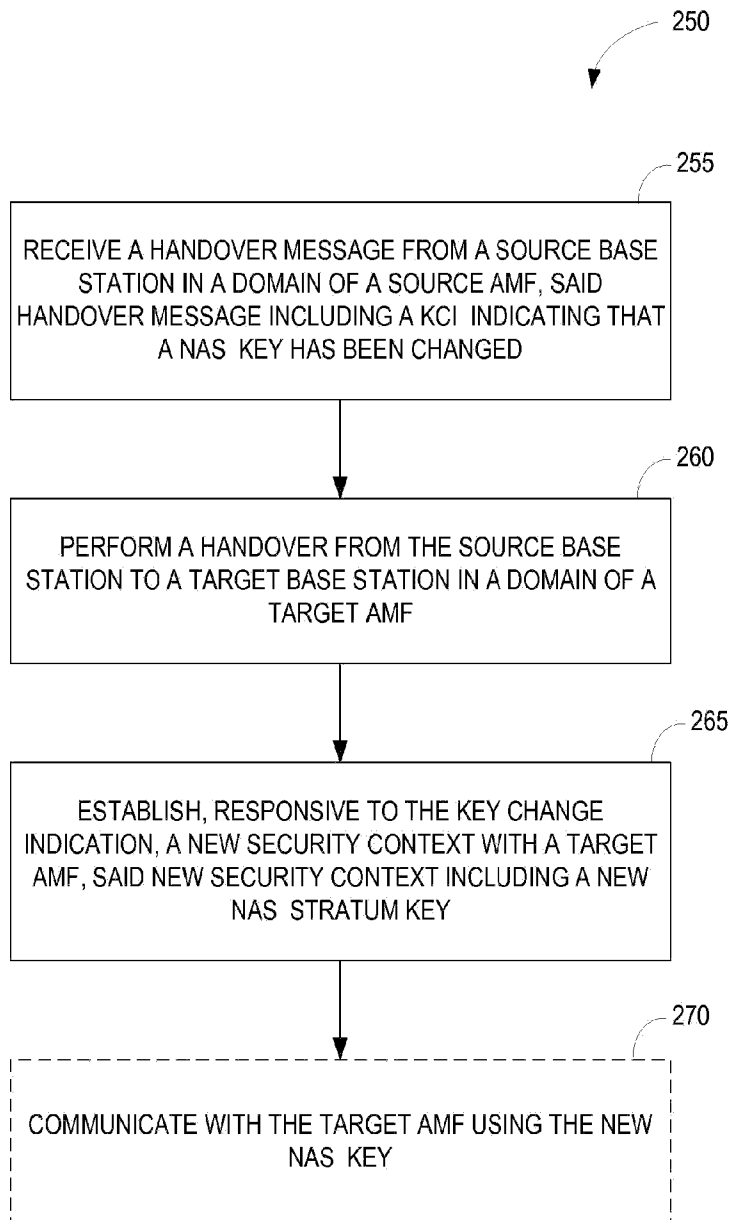 250
255
RECEIVE A HANDOVER MESSAGE FROM A SOURCE BASE
STATION IN A DOMAIN OF A SOURCE AMF, SAID
HANDOVER MESSAGE INCLUDING A KCI INDICATING THAT
A NAS KEY HAS BEEN CHANGED
260
PERFORM A HANDOVER FROM THE SOURCE BASE
STATION TO A TARGET BASE STATION IN A DOMAIN OF A
TARGET AMF
265
ESTABLISH, RESPONSIVE TO THE KEY CHANGE
INDICATION, A NEW SECURITY CONTEXT WITH A TARGET
AMF, SAID NEW SECURITY CONTEXT INCLUDING A NEW
NAS STRATUM KEY
270
COMMUNICATE WITH THE TARGET AMF USING THE NEW
NAS KEY